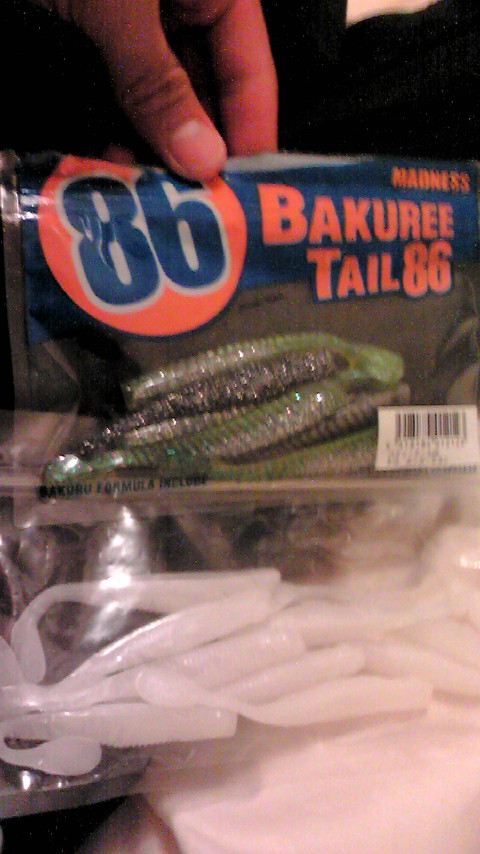 MADNESS
86
BAKUREE
TAIL 86
BAKURU FORMULA INCLUDE